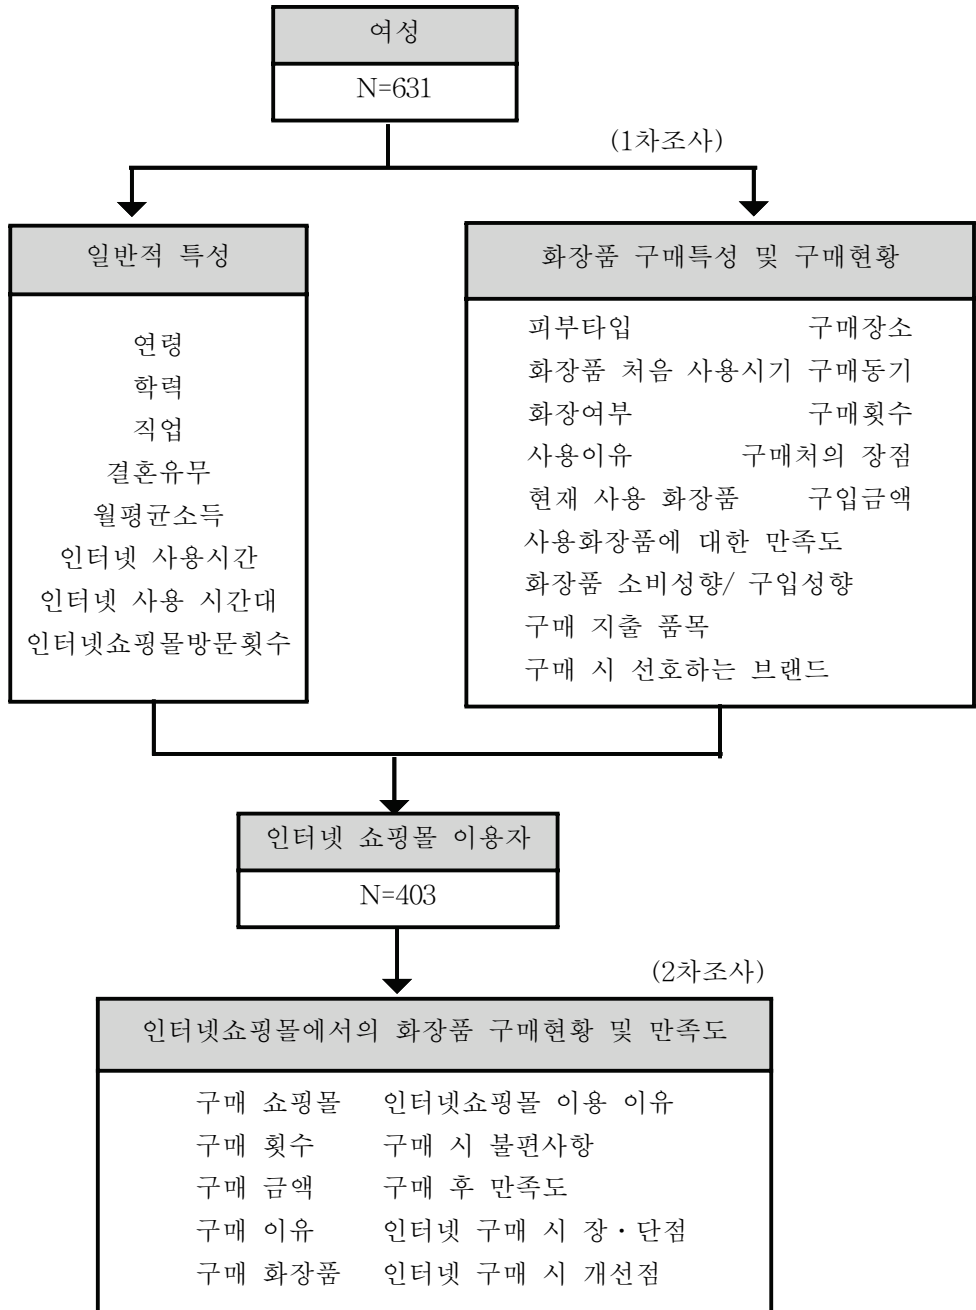 여성
N=631
(1차조사)
일반적 특성
연령
학력
직업
결혼유무
월평균소득
인터넷 사용시간
인터넷 사용 시간대
인터넷쇼핑몰방문횟수
화장품 구매특성 및 구매현황
피부타입 구매장소
화장품 처음 사용시기 구매동기
화장여부 구매횟수
사용이유 구매처의 장점
현재 사용 화장품 구입금액
사용화장품에 대한 만족도
화장품 소비성향/ 구입성향
구매 지출 품목
구매 시 선호하는 브랜드
인터넷 쇼핑몰 이용자
N=403
(2차조사)
인터넷쇼핑몰에서의 화장품 구매현황 및 만족도
구매 쇼핑몰 인터넷쇼핑몰 이용 이유
구매 횟수 구매 시 불편사항
구매 금액 구매 후 만족도
구매 이유 인터넷 구매 시 장・단점
구매 화장품 인터넷 구매 시 개선점